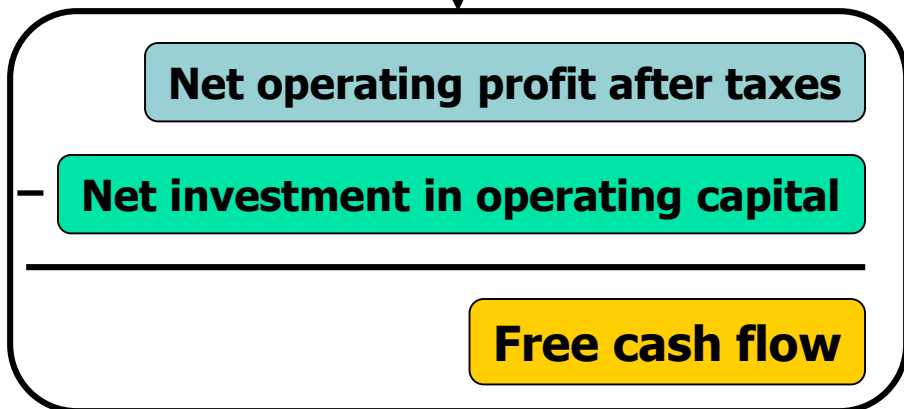 Net operating profit after taxes
– Net investment in operating capital
Free cash flow